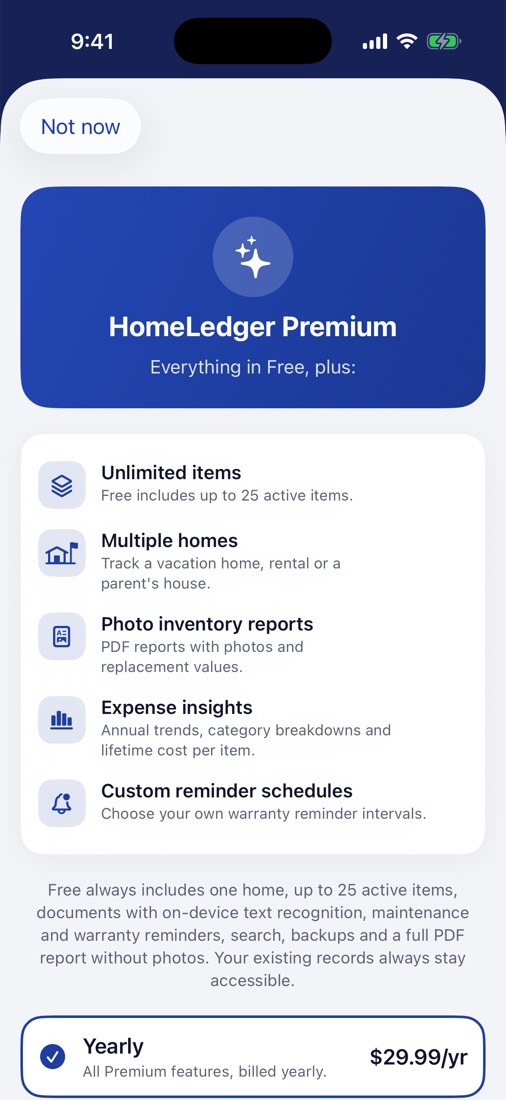 9:41
Not now
HomeLedger Premium
Everything in Free, plus:
Unlimited items
Free includes up to 25 active items.
Multiple homes
Track a vacation home, rental or a
parent's house.
Photo inventory reports
PDF reports with photos and
replacement values.
Expense insights
Annual trends, category breakdowns and
lifetime cost per item.
Custom reminder schedules
Choose your own warranty reminder intervals.
Free always includes one home, up to 25 active items,
documents with on-device text recognition, maintenance
and warranty reminders, search, backups and a full PDF
report without photos. Your existing records always stay
accessible.
Yearly
$29.99/yr
All Premium features, billed yearly.